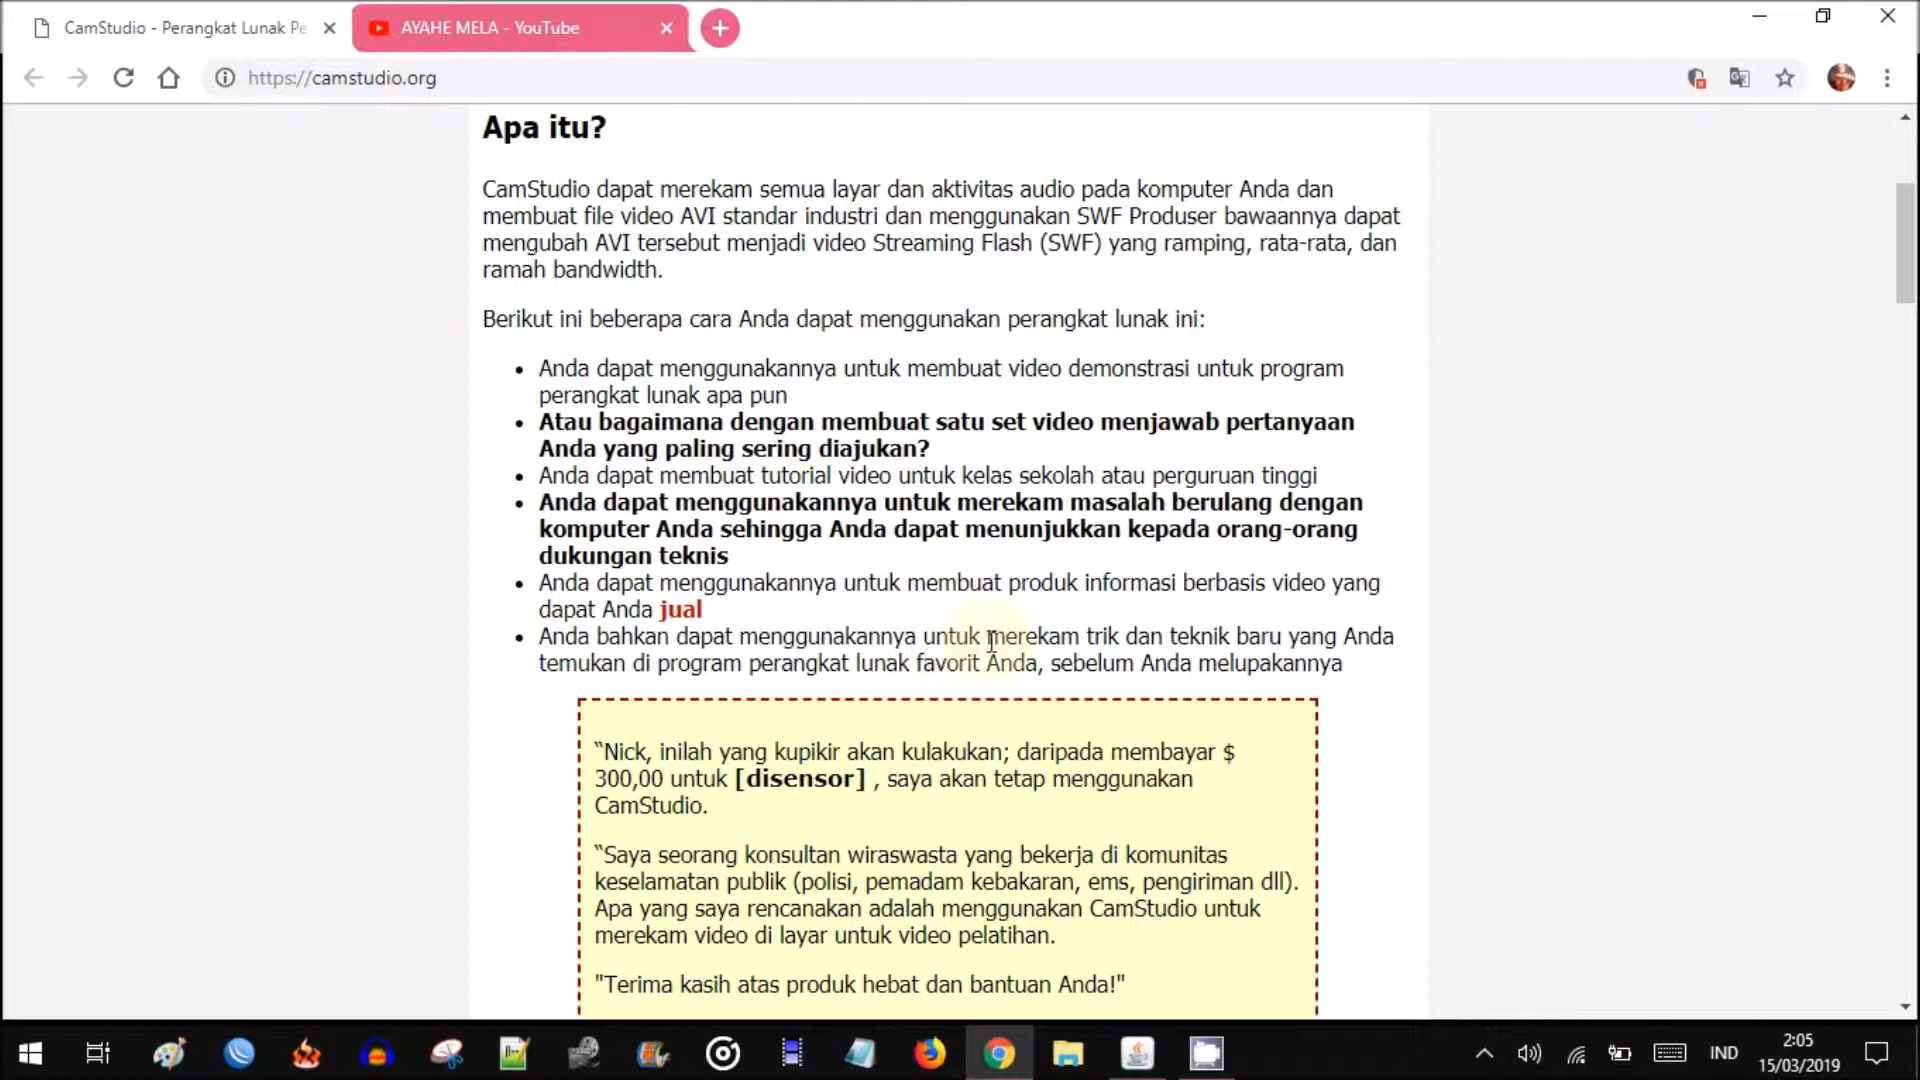 CamStudio - Perangkat Lunak Pe
AYAHE MELA - YouTube
https://camstudio.org
Apa itu?
CamStudio dapat merekam semua layar dan aktivitas audio pada komputer Anda dan
membuat file video AVI standar industri dan menggunakan SWF Produser bawaannya dapat
mengubah AVI tersebut menjadi video Streaming Flash (SWF) yang ramping, rata-rata, dan
ramah bandwidth.
Berikut ini beberapa cara Anda dapat menggunakan perangkat lunak ini:
• Anda dapat menggunakannya untuk membuat video demonstrasi untuk program
perangkat lunak apa pun
• Atau bagaimana dengan membuat satu set video menjawab pertanyaan
Anda yang paling sering diajukan?
• Anda dapat membuat tutorial video untuk kelas sekolah atau perguruan tinggi
• Anda dapat menggunakannya untuk merekam masalah berulang dengan
komputer Anda sehingga Anda dapat menunjukkan kepada orang-orang
dukungan teknis
• Anda dapat menggunakannya untuk membuat produk informasi berbasis video yang
dapat Anda jual
• Anda bahkan dapat menggunakannya untuk merekam trik dan teknik baru yang Anda
temukan di program perangkat lunak favorit Anda, sebelum Anda melupakannya
“Nick, inilah yang kupikir akan kulakukan; daripada membayar $
300,00 untuk [disensor] , saya akan tetap menggunakan
CamStudio.
“Saya seorang konsultan wiraswasta yang bekerja di komunitas
keselamatan publik (polisi, pemadam kebakaran, ems, pengiriman dll).
Apa yang saya rencanakan adalah menggunakan CamStudio untuk
merekam video di layar untuk video pelatihan.
"Terima kasih atas produk hebat dan bantuan Anda!"
IND
2:05
15/03/2019